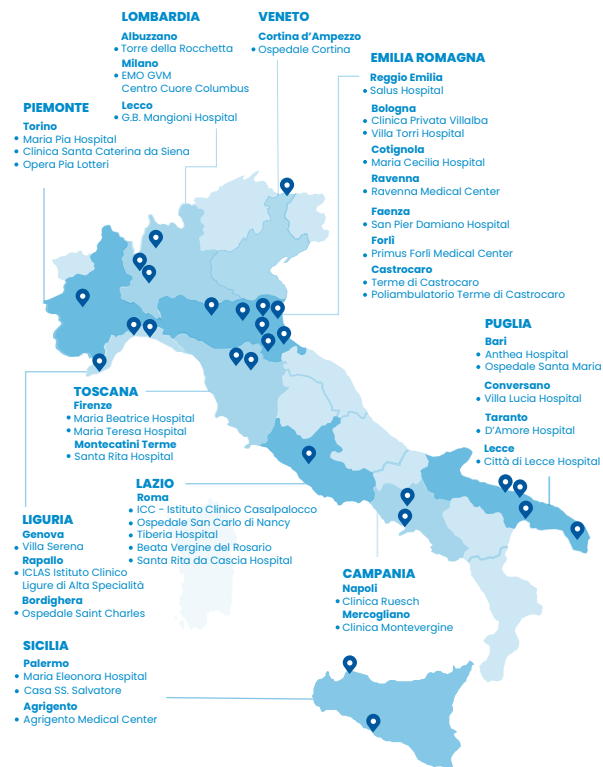 LOMBARDIA
Albuzzano
• Torre della Rocchetta
Milano
• EMO GVM
Centro Cuore Columbus
Lecco
• G.B. Mangioni Hospital
VENETO
Cortina d'Ampezzo
• Ospedale Cortina
EMILIA ROMAGNA
Reggio Emilia
• Salus Hospital
Bologna
• Clinica Privata Villalba
• Villa Torri Hospital
Cotignola
• Maria Cecilia Hospital
Ravenna
• Ravenna Medical Center
Faenza
• San Pier Damiano Hospital
Forlì
• Primus Forlì Medical Center
Castrocaro
• Terme di Castrocaro
• Poliambulatorio Terme di Castrocaro
PIEMONTE
Torino
• Maria Pia Hospital
• Clinica Santa Caterina da Siena
• Opera Pia Lotteri
PUGLIA
Bari
• Anthea Hospital
• Ospedale Santa Maria
Conversano
• Villa Lucia Hospital
Taranto
• D'Amore Hospital
Lecce
• Città di Lecce Hospital
TOSCANA
Firenze
• Maria Beatrice Hospital
• Maria Teresa Hospital
Montecatini Terme
• Santa Rita Hospital
LAZIO
Roma
• ICC - Istituto Clinico Casalpalocco
• Ospedale San Carlo di Nancy
• Tiberia Hospital
• Beata Vergine del Rosario
• Santa Rita da Cascia Hospital
LIGURIA
Genova
• Villa Serena
Rapallo
• ICLAS Istituto Clinico
Ligure di Alta Specialità
Bordighera
• Ospedale Saint Charles
CAMPANIA
Napoli
• Clinica Ruesch
Mercogliano
• Clinica Montevergine
SICILIA
Palermo
• Maria Eleonora Hospital
• Casa SS. Salvatore
Agrigento
• Agrigento Medical Center